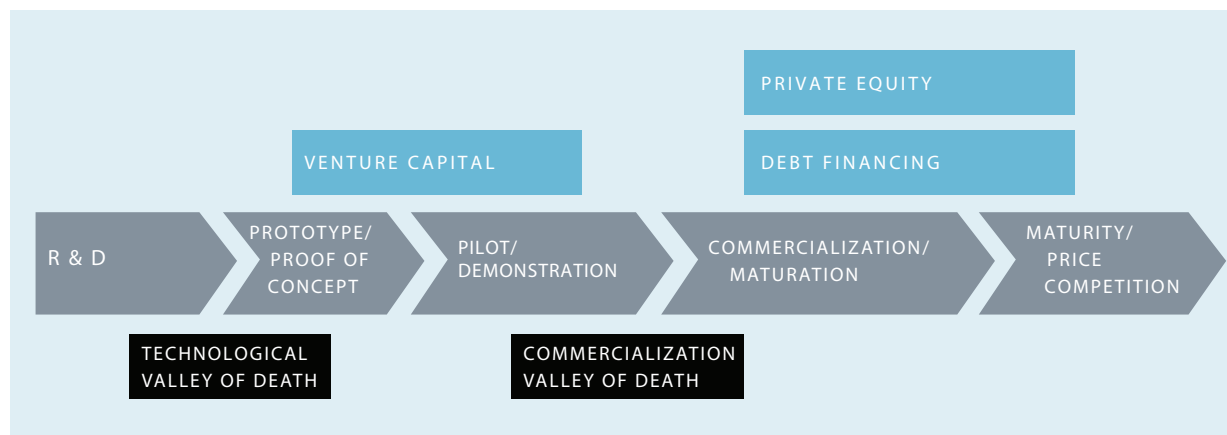 PRIVATE EQUITY
VENTURE CAPITAL
DEBT FINANCING
R & D
PROTOTYPE/
PROOF OF
CONCEPT
PILOT/
DEMONSTRATION
COMMERCIALIZATION/
MATURATION
MATURITY/
PRICE
COMPETITION
TECHNOLOGICAL
VALLEY OF DEATH
COMMERCIALIZATION
VALLEY OF DEATH